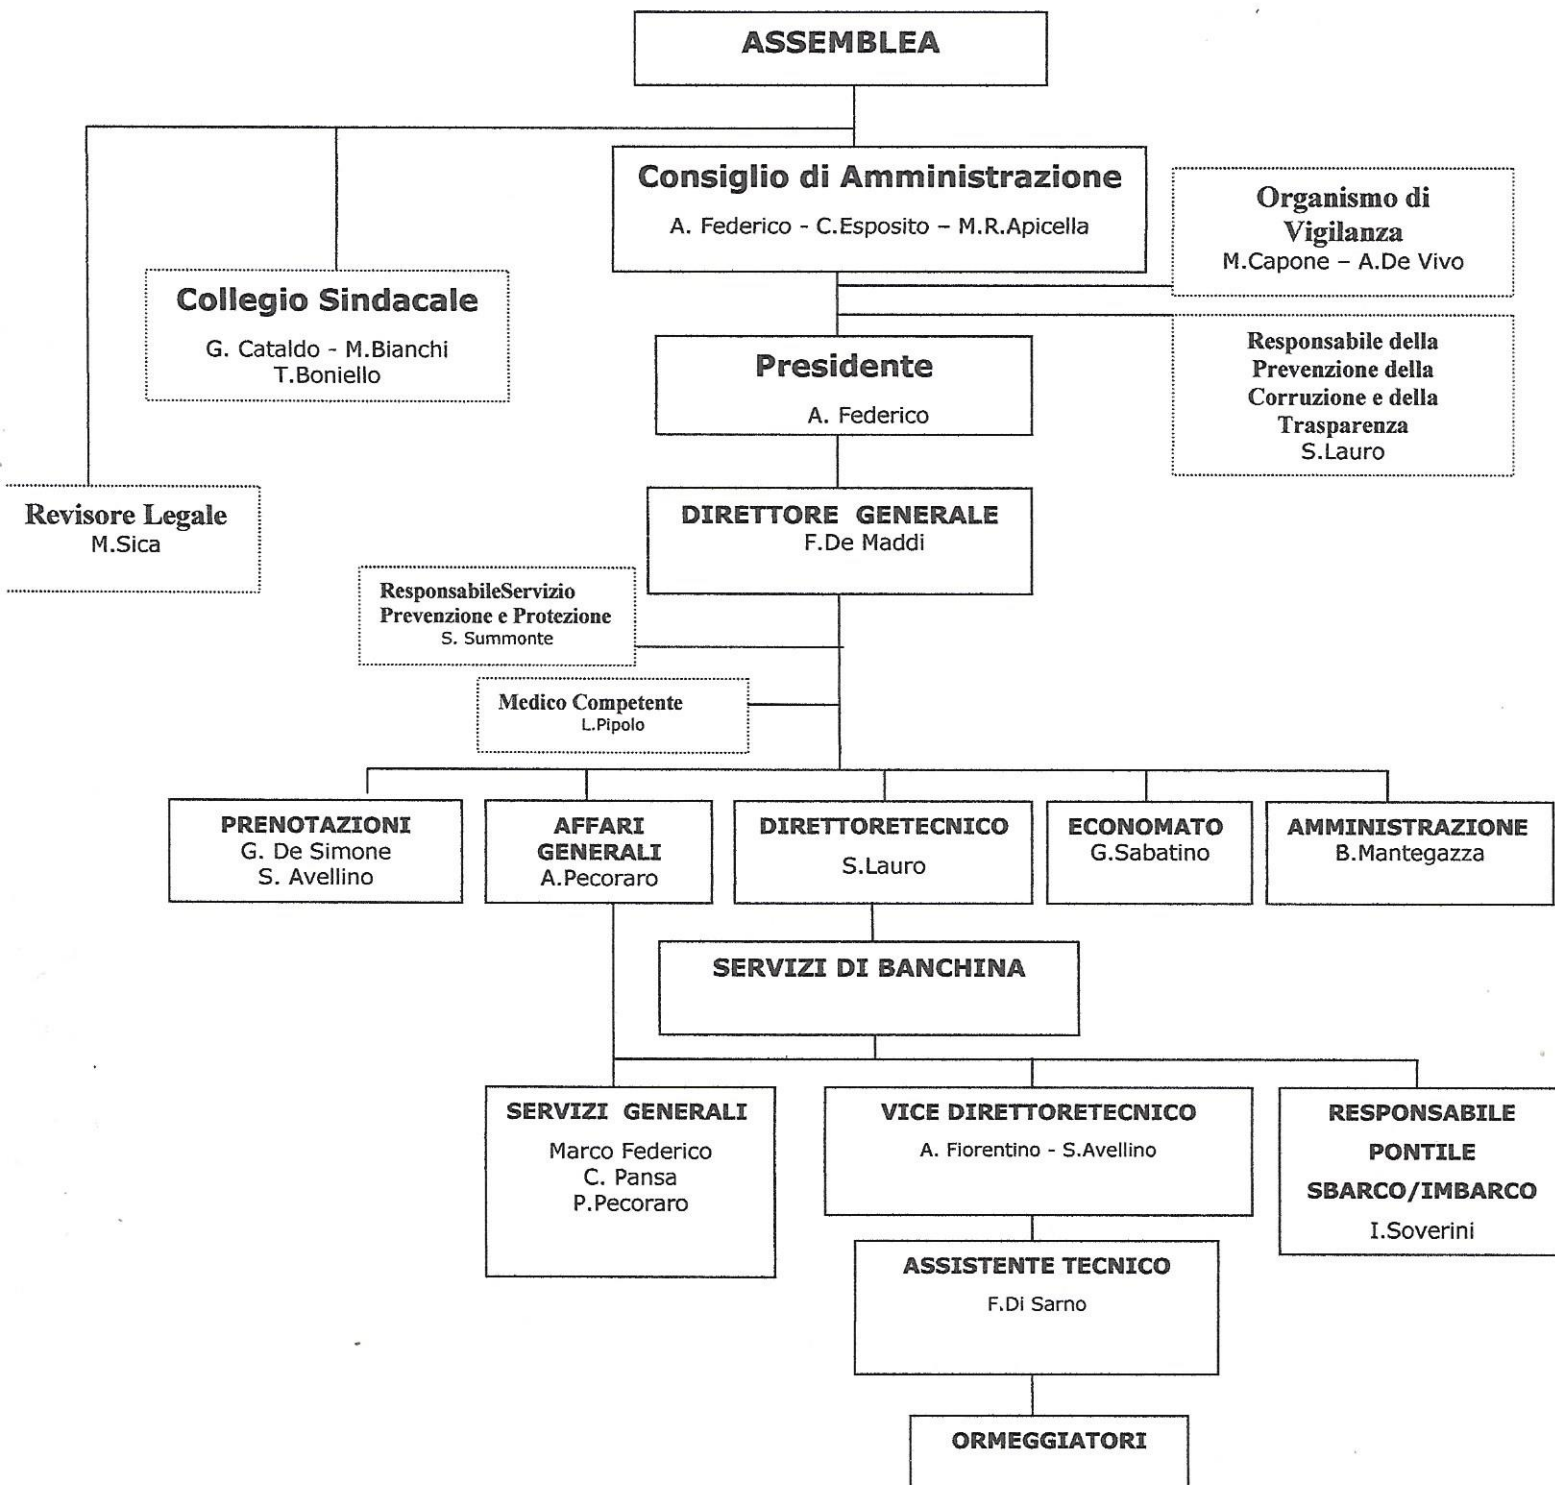 ASSEMBLEA
Consiglio di Amministrazione
A. Federico - C.Esposito – M.R.Apicella
Organismo di
Vigilanza
M.Capone – A.De Vivo
Collegio Sindacale
G. Cataldo - M.Bianchi
T.Boniello
Presidente
A. Federico
Responsabile della
Prevenzione della
Corruzione e della
Trasparenza
S.Lauro
Revisore Legale
M.Sica
DIRETTORE GENERALE
F.De Maddi
ResponsabileServizio
Prevenzione e Protezione
S. Summonte
Medico Competente
L.Pipolo
PRENOTAZIONI
G. De Simone
S. Avellino
AFFARI
GENERALI
A.Pecoraro
DIRETTORETECNICO
S.Lauro
ECONOMATO
G.Sabatino
AMMINISTRAZIONE
B.Mantegazza
SERVIZI DI BANCHINA
SERVIZI GENERALI
Marco Federico
C. Pansa
P.Pecoraro
VICE DIRETTORETECNICO
A. Fiorentino - S.Avellino
RESPONSABILE
PONTILE
SBARCO/IMBARCO
I.Soverini
ASSISTENTE TECNICO
F.Di Sarno
ORMEGGIATORI